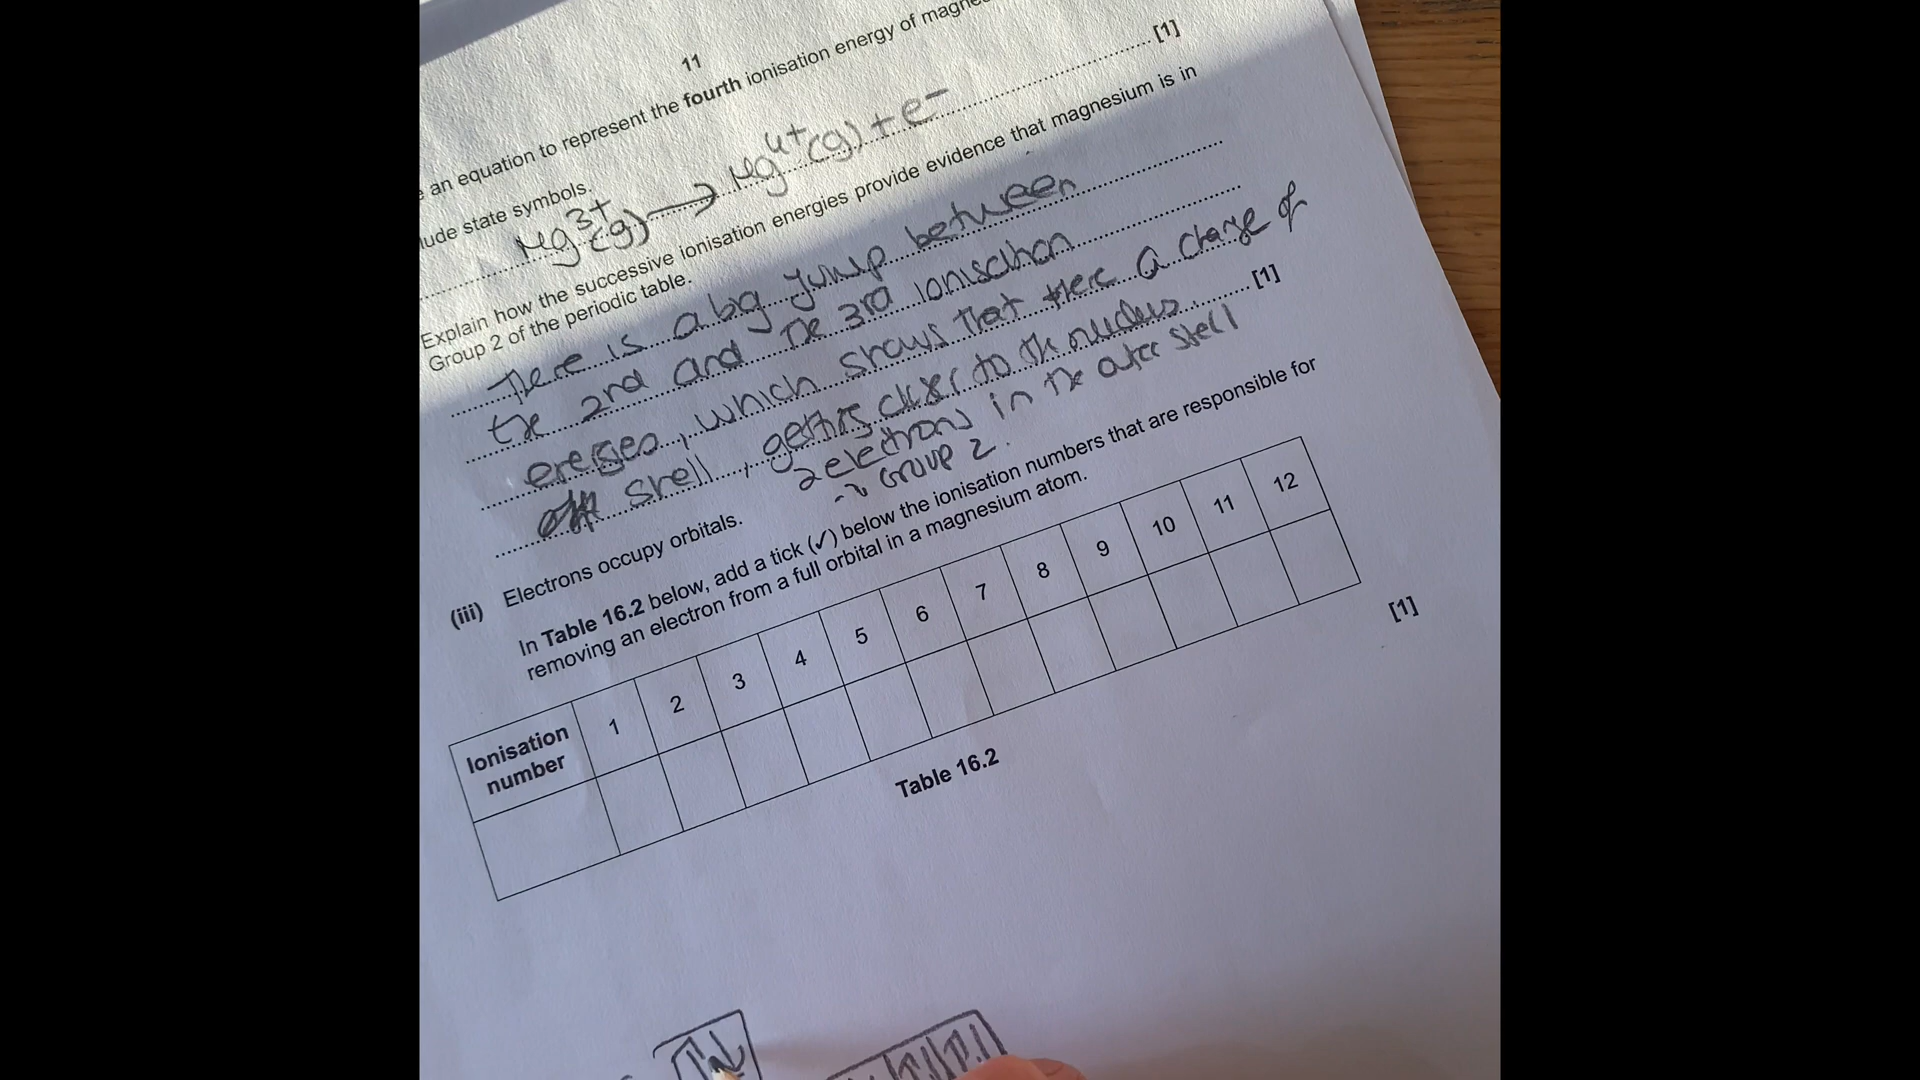 11
an equation to represent the fourth ionisation energy of
lude state symbols. [1]
Mg3+(g) → Mg4+(g) + e-
Explain how the successive ionisation energies provide evidence that magnesium is in
Group 2 of the periodic table.
There is a big jump between
the 2nd and the 3rd ionisation
energies, which shows that there a change of
shell, getting closer to the nucleus. [1]
2 electrons in the outer shell
∴ Group 2.
(iii) Electrons occupy orbitals.
In Table 16.2 below, add a tick (✓) below the ionisation numbers that are responsible for
removing an electron from a full orbital in a magnesium atom.
Ionisation number 1 2 3 4 5 6 7 8 9 10 11 12
[1]
Table 16.2